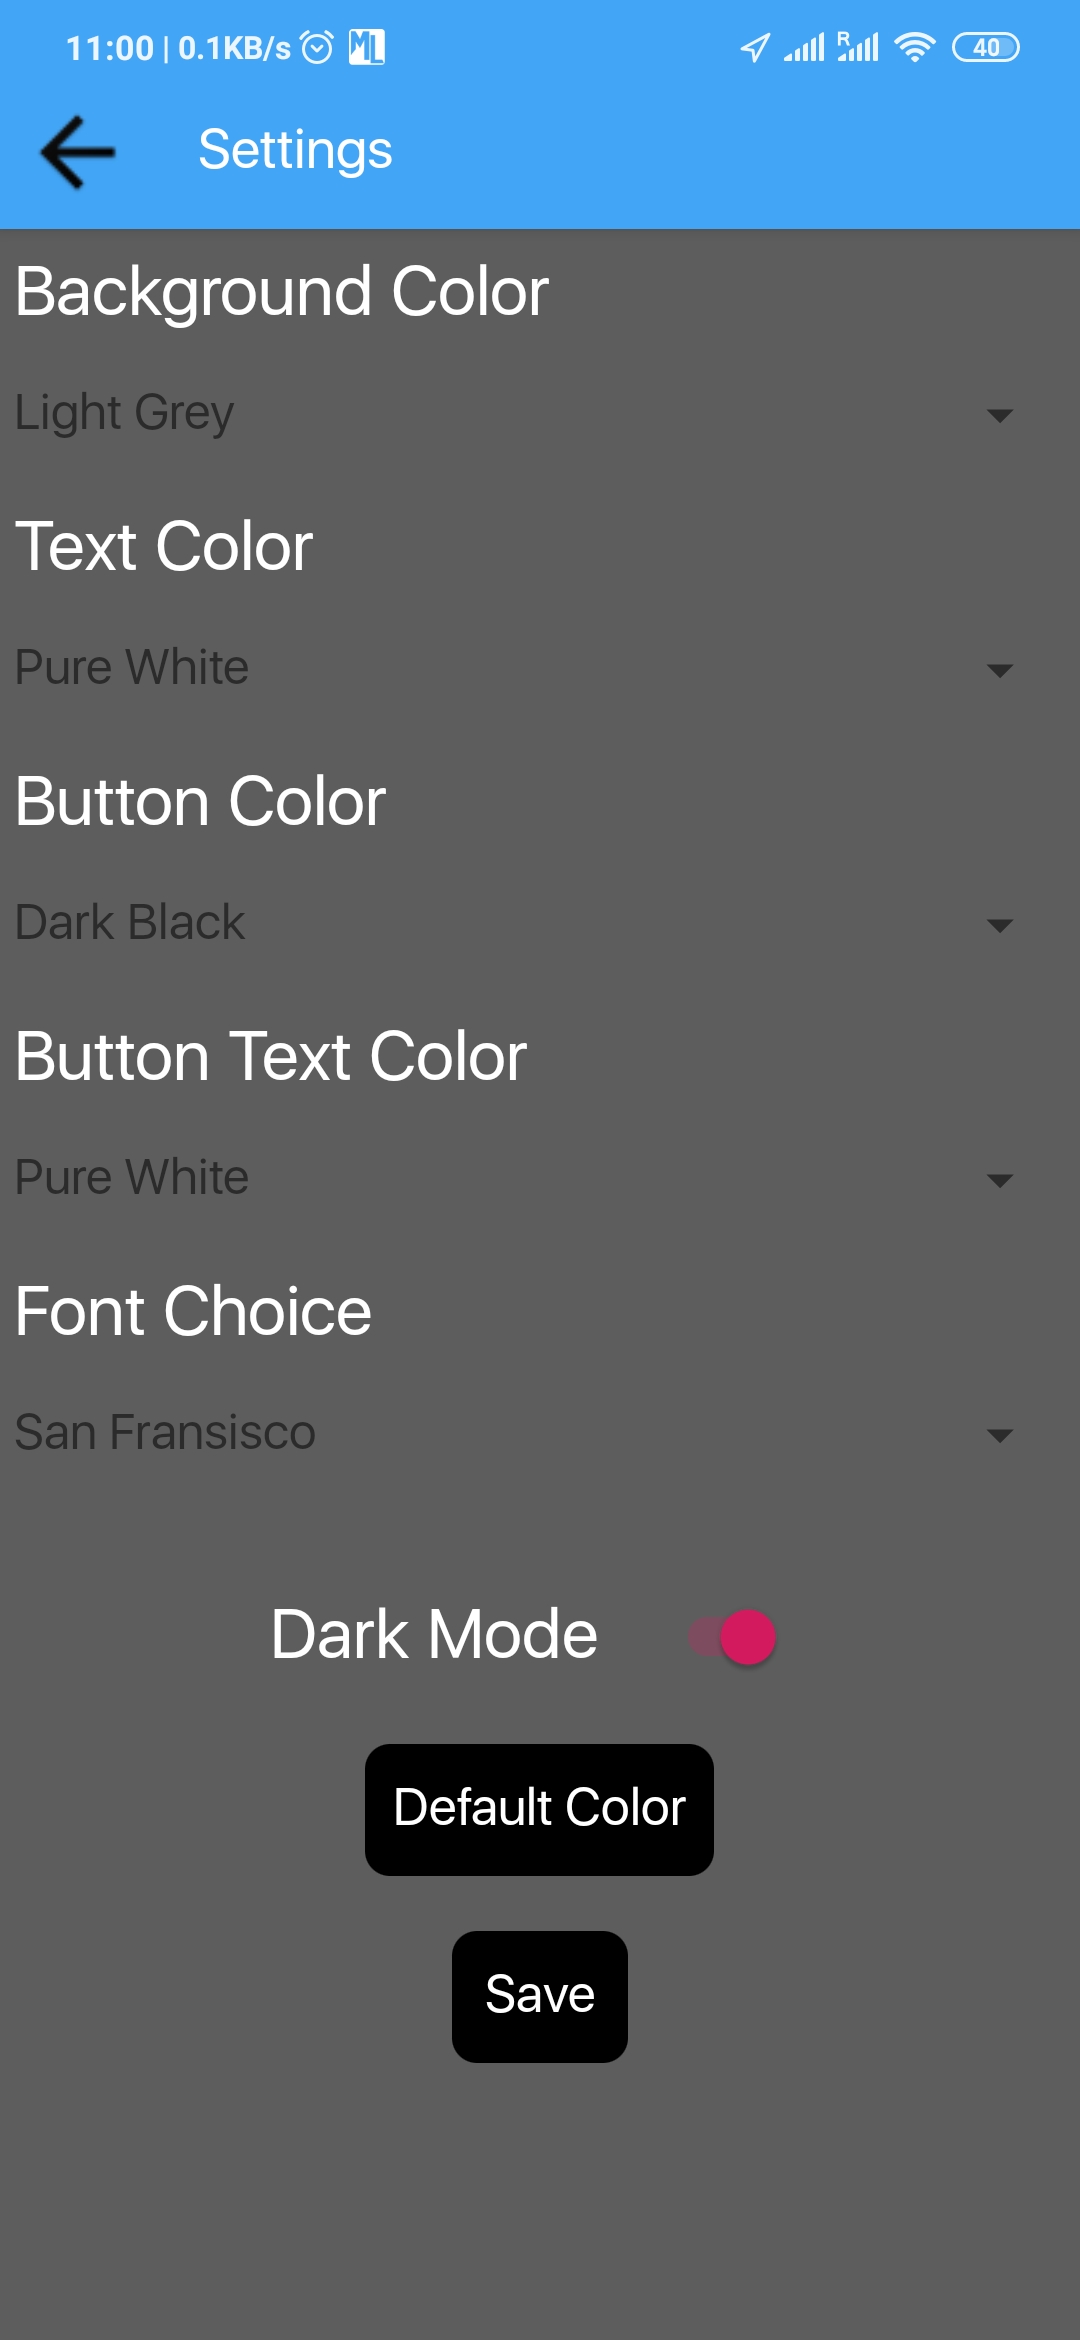 11:00 | 0.1KB/s ML R 40
Settings
Background Color
Light Grey
Text Color
Pure White
Button Color
Dark Black
Button Text Color
Pure White
Font Choice
San Fransisco
Dark Mode
Default Color
Save